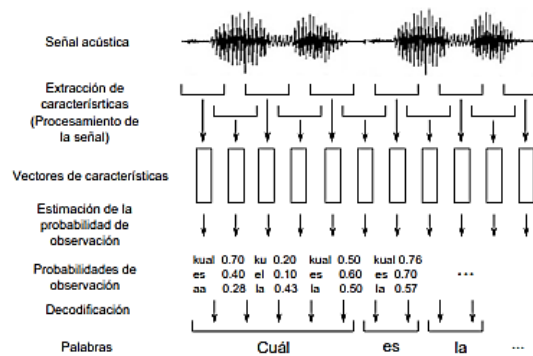 Señal acústica
Extracción de
caracterísrticas
(Procesamiento de
la señal)
Vectores de característicass
Estimación de la
probabilidad de
observación
Probabilidades de
observación
kual 0.70 ku 0.20 kual 0.50 kual 0.76
es 0.40 el 0.10 es 0.60 es 0.70 ...
aa 0.28 la 0.43 la 0.50 la 0.57
Decodificación
Palabras Cuál es la ...